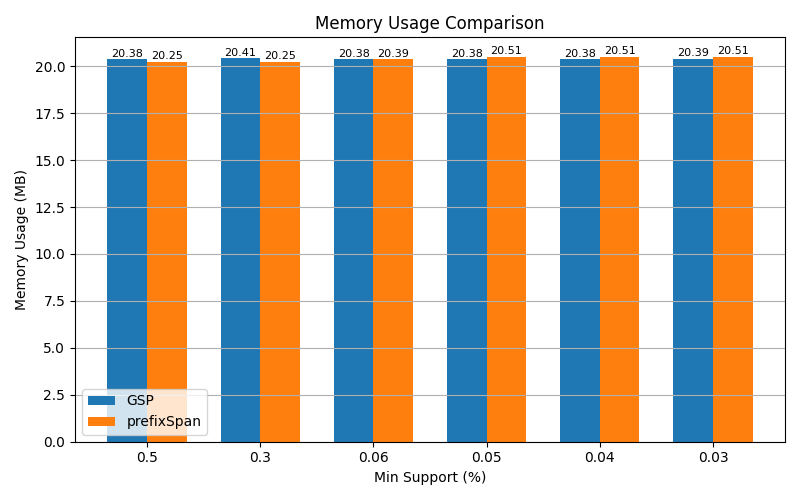 Memory Usage Comparison
20.38 20.25 20.41 20.25 20.38 20.39 20.38 20.51 20.38 20.51 20.39 20.51
20.0
17.5
15.0
12.5
10.0
7.5
5.0
2.5
0.0
Memory Usage (MB)
GSP
prefixSpan
0.5 0.3 0.06 0.05 0.04 0.03
Min Support (%)